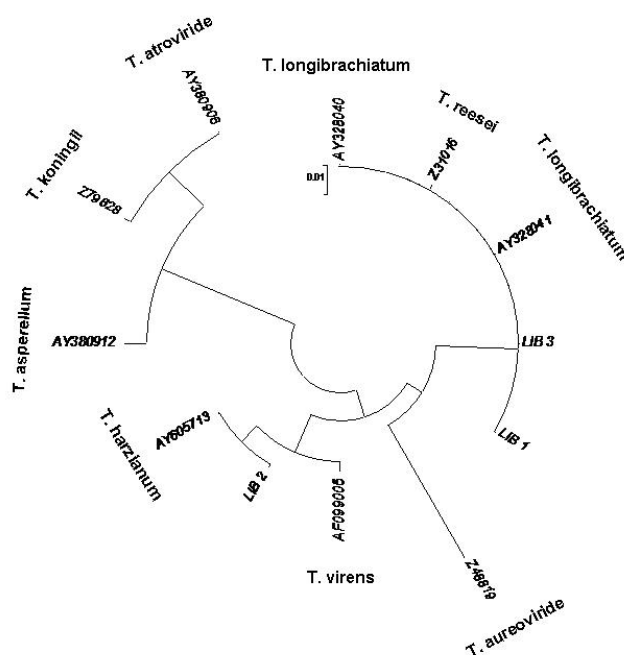 T. atroviride
AY380906
T. longibrachiatum
AY328040
T. reesei
Z31016
T. longibrachiatum
AY328041
0.01
T. koningii
Z79628
T. asperellum
AY380912
LIB 3
LIB 1
T. harzianum
AY605713
LIB 2
AF099005
T. virens
Z48819
T. aureoviride